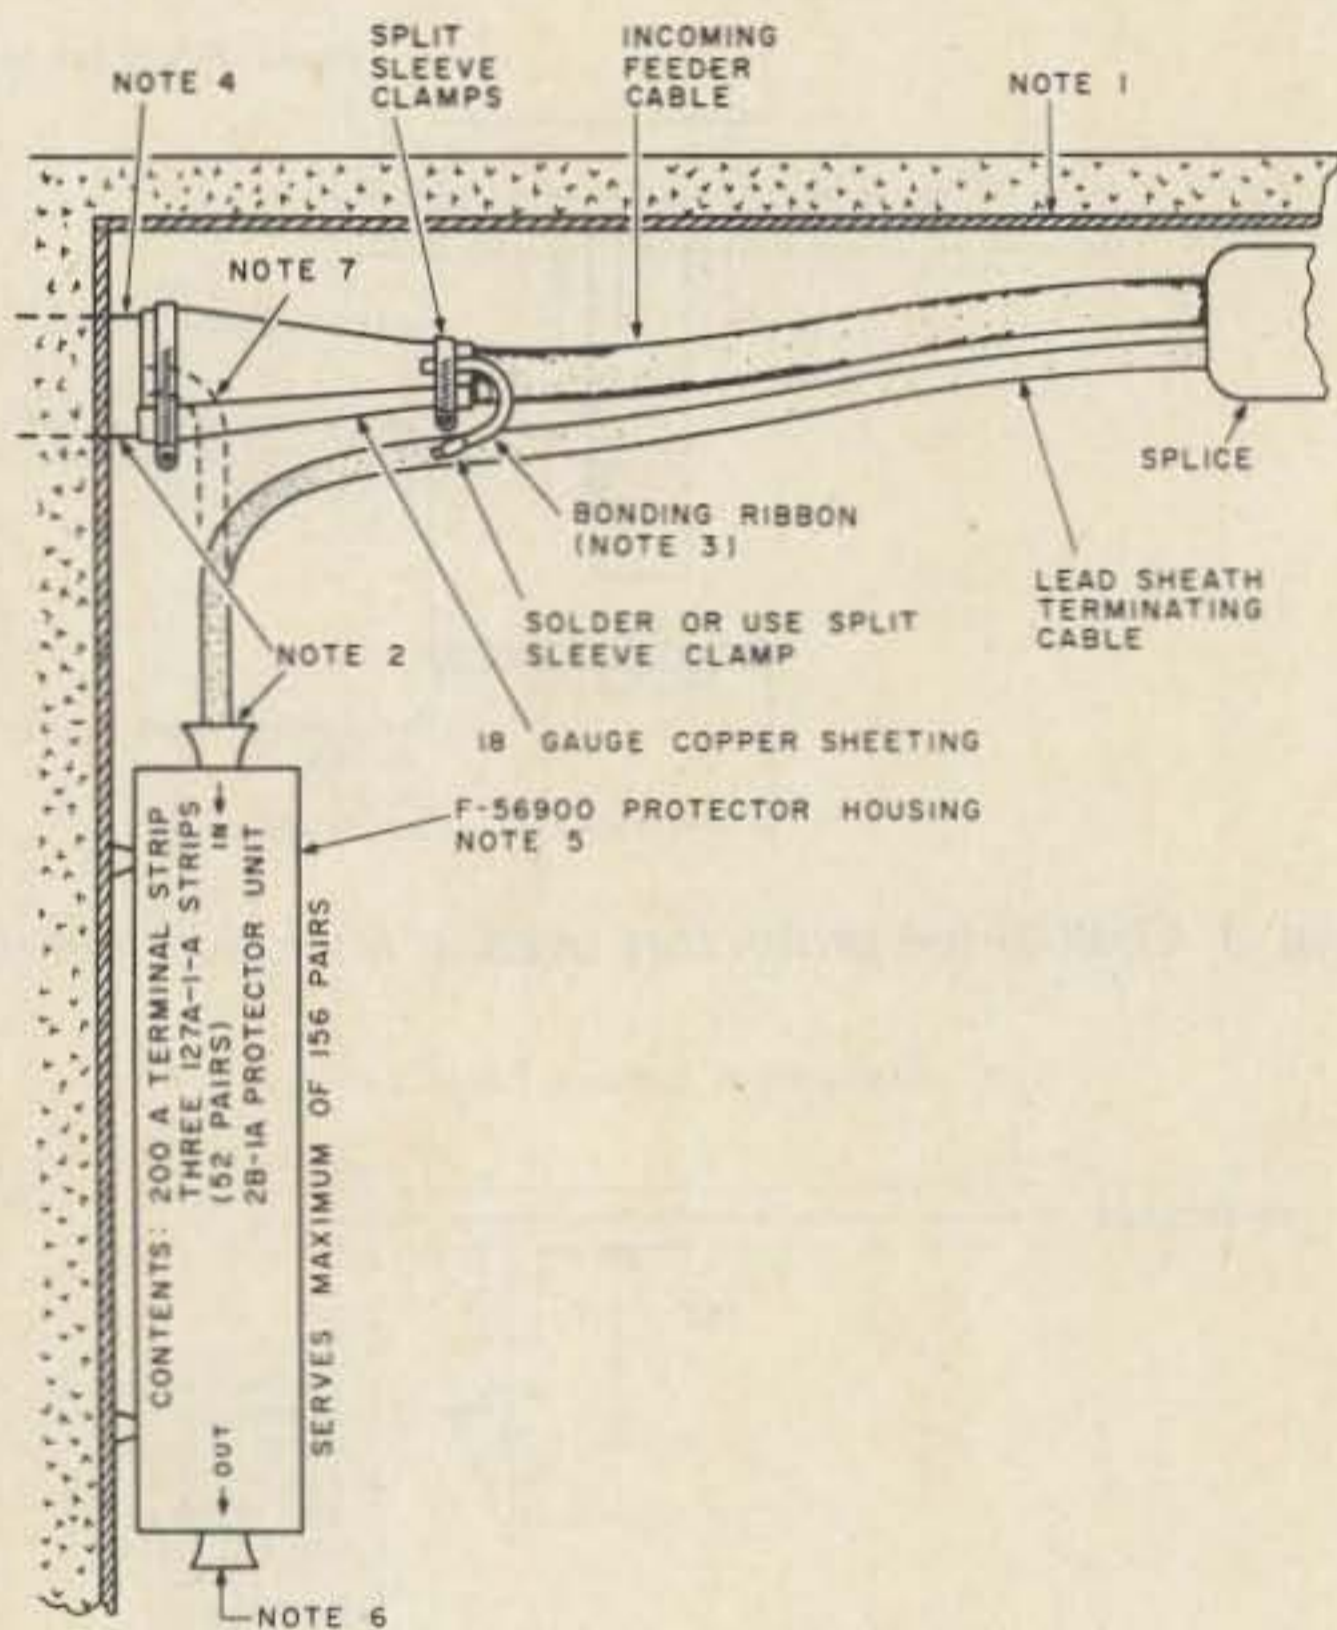 SPLIT
SLEEVE
CLAMPS
INCOMING
FEEDER
CABLE
NOTE 4
NOTE 1
NOTE 7
SPLICE
BONDING RIBBON
(NOTE 3)
LEAD SHEATH
TERMINATING
CABLE
SOLDER OR USE SPLIT
SLEEVE CLAMP
NOTE 2
18 GAUGE COPPER SHEETING
F-56900 PROTECTOR HOUSING
NOTE 5
CONTENTS: 200 A TERMINAL STRIP
THREE 127A-1-A STRIPS
(52 PAIRS) IN
2B-1A PROTECTOR UNIT
OUT
SERVES MAXIMUM OF 156 PAIRS
NOTE 6